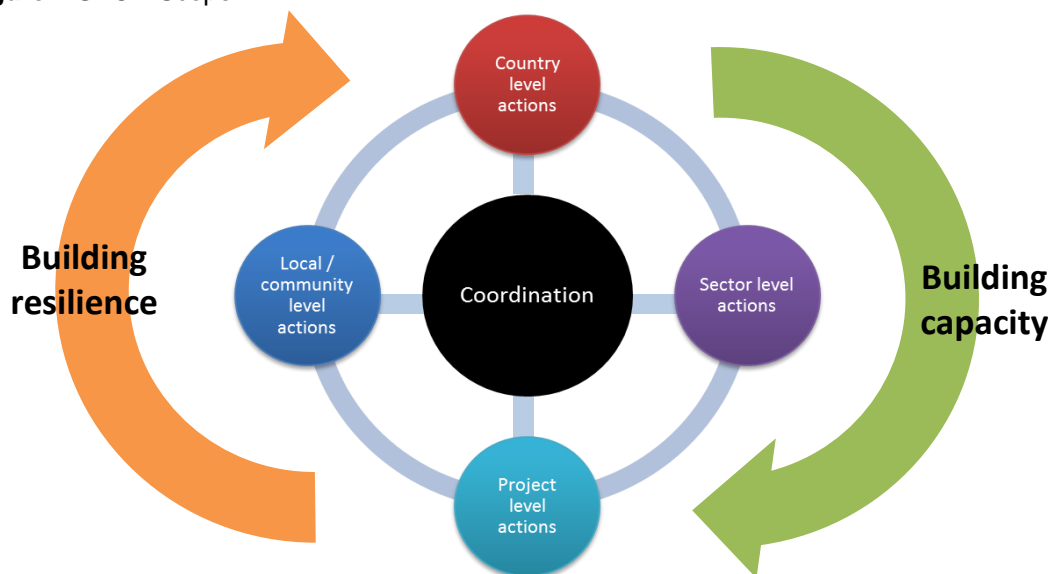 Country
level
actions
Building
resilience
Local /
community
level
actions
Coordination
Sector level
actions
Building
capacity
Project
level
actions